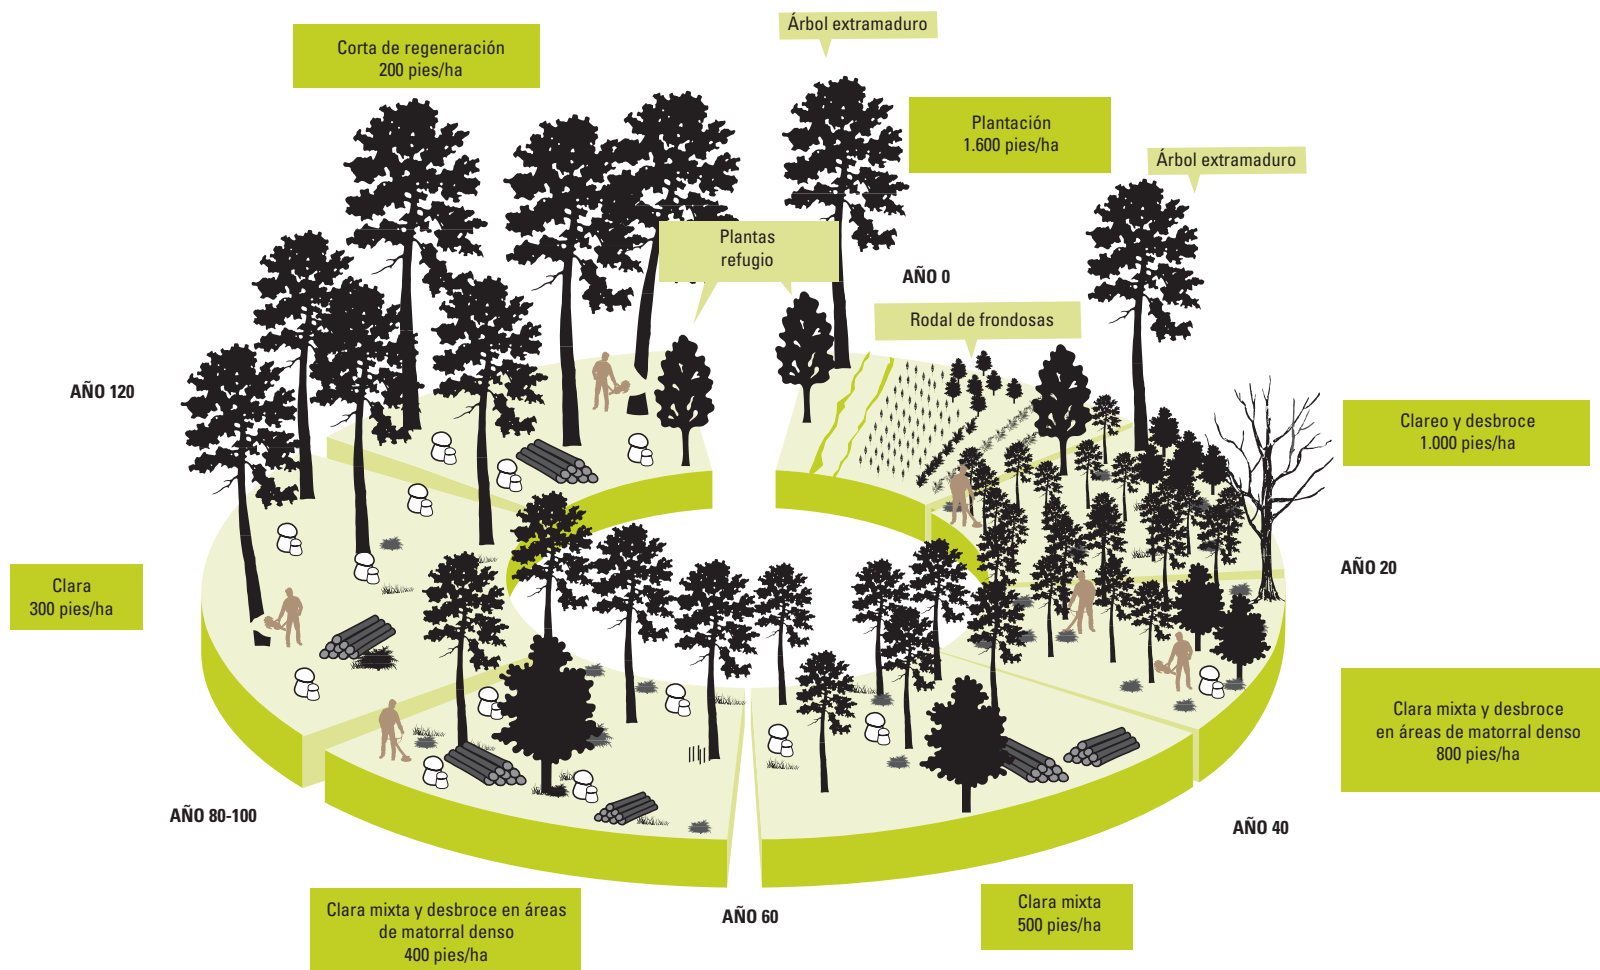 Árbol extramaduro
Corta de regeneración
200 pies/ha
Plantación
1.600 pies/ha
Árbol extramaduro
Plantas
refugio
AÑO 0
Rodal de frondosas
AÑO 120
Clareo y desbroce
1.000 pies/ha
AÑO 20
Clara
300 pies/ha
Clara mixta y desbroce
en áreas de matorral denso
800 pies/ha
AÑO 80-100
AÑO 40
Clara mixta y desbroce en áreas
de matorral denso
400 pies/ha
AÑO 60
Clara mixta
500 pies/ha